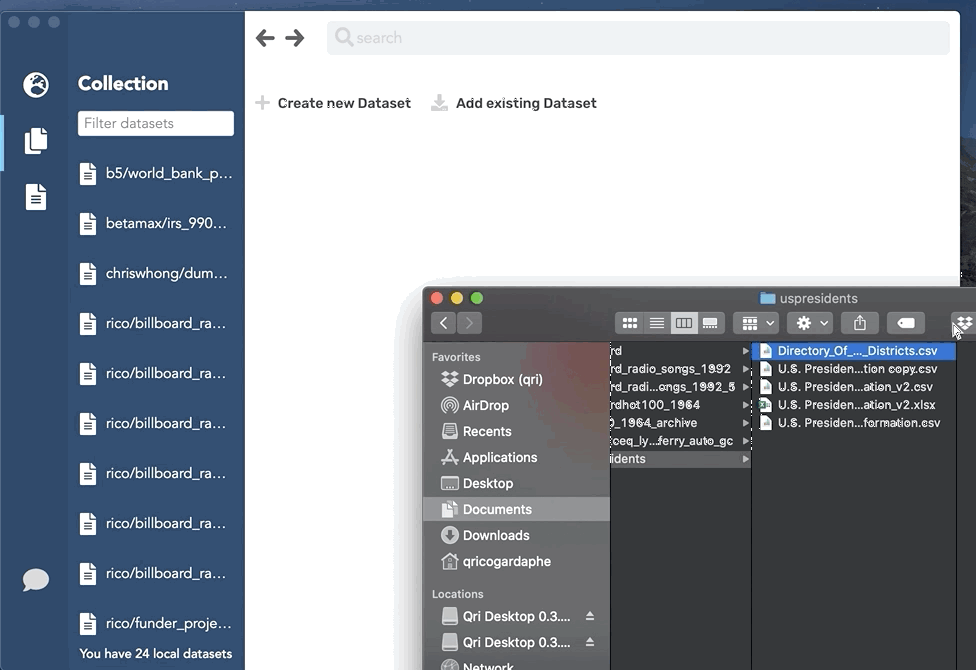 search
Collection
Filter datasets
Create new Dataset
Add existing Dataset
b5/world_bank_p...
betamax/irs_990...
chriswhong/dum...
rico/billboard_ra...
rico/billboard_ra...
rico/billboard_ra...
rico/billboard_ra...
rico/billboard_ra...
rico/billboard_ra...
rico/funder_proje...
You have 24 local datasets
uspresidents
Favorites
Dropbox (qri)
AirDrop
Recents
Applications
Desktop
Documents
Downloads
qricogardaphe
Locations
Qri Desktop 0.3....
Qri Desktop 0.3....
Network
rd
rd_radio_songs_1992
rd_radi...ongs_1992_5
rdhot100_1964
0_1964_archive
ceq_ly...ferry_auto_gc
idents
Directory_Of_..._Districts.csv
U.S. Presiden...tion copy.csv
U.S. Presiden...ation_v2.csv
U.S. Presiden...ation_v2.xlsx
U.S. Presiden...formation.csv